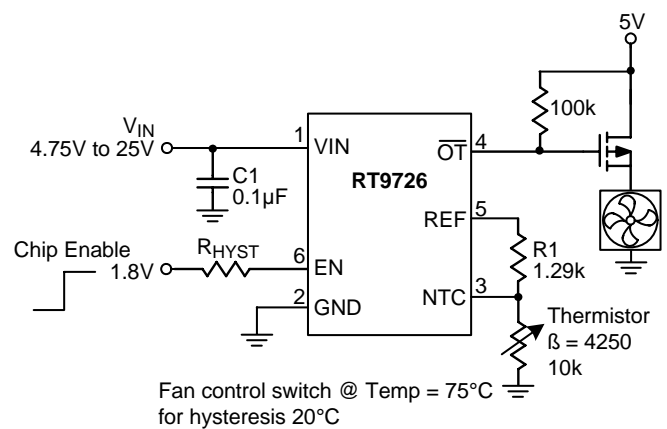 5V
100k
V_IN
4.75V to 25V
1
VIN
C1
0.1µF
RT9726
O̅T̅
4
REF
5
R1
1.29k
Chip Enable
1.8V
R_HYST
6
EN
2
GND
NTC
3
Thermistor
ß = 4250
10k
Fan control switch @ Temp = 75°C
for hysteresis 20°C